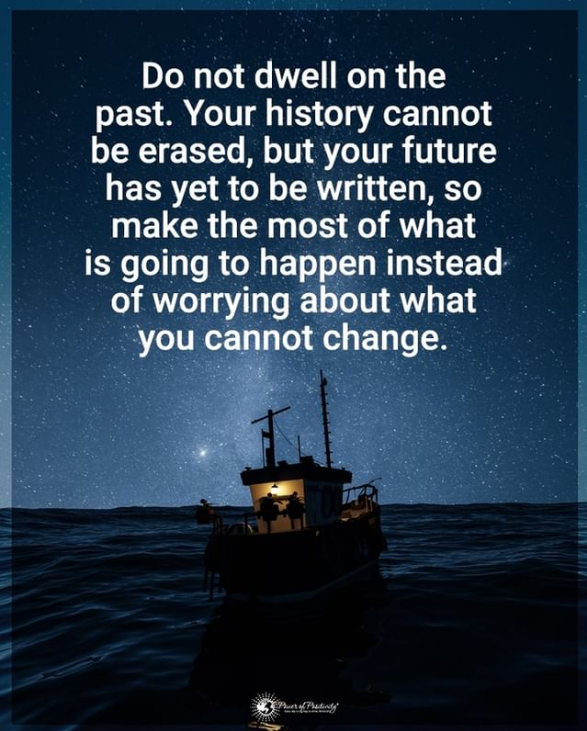 Do not dwell on the
past. Your history cannot
be erased, but your future
has yet to be written, so
make the most of what
is going to happen instead
of worrying about what
you cannot change.
Power of Positivity